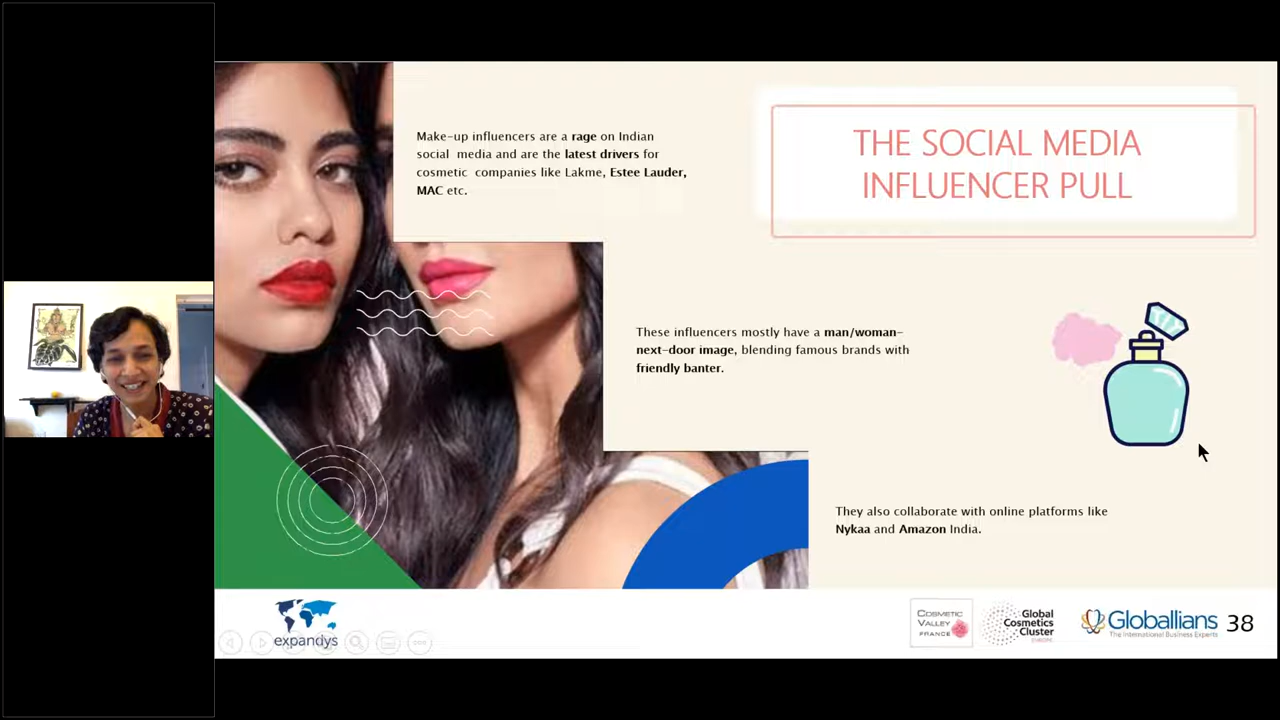 THE SOCIAL MEDIA
INFLUENCER PULL
Make-up influencers are a rage on Indian
social media and are the latest drivers for
cosmetic companies like Lakme, Estee Lauder,
MAC etc.
These influencers mostly have a man/woman-
next-door image, blending famous brands with
friendly banter.
They also collaborate with online platforms like
Nykaa and Amazon India.
expandys
COSMETIC
VALLEY
FRANCE
Global
Cosmetics
Cluster
EUROPE
Globallians
The International Business Experts
38